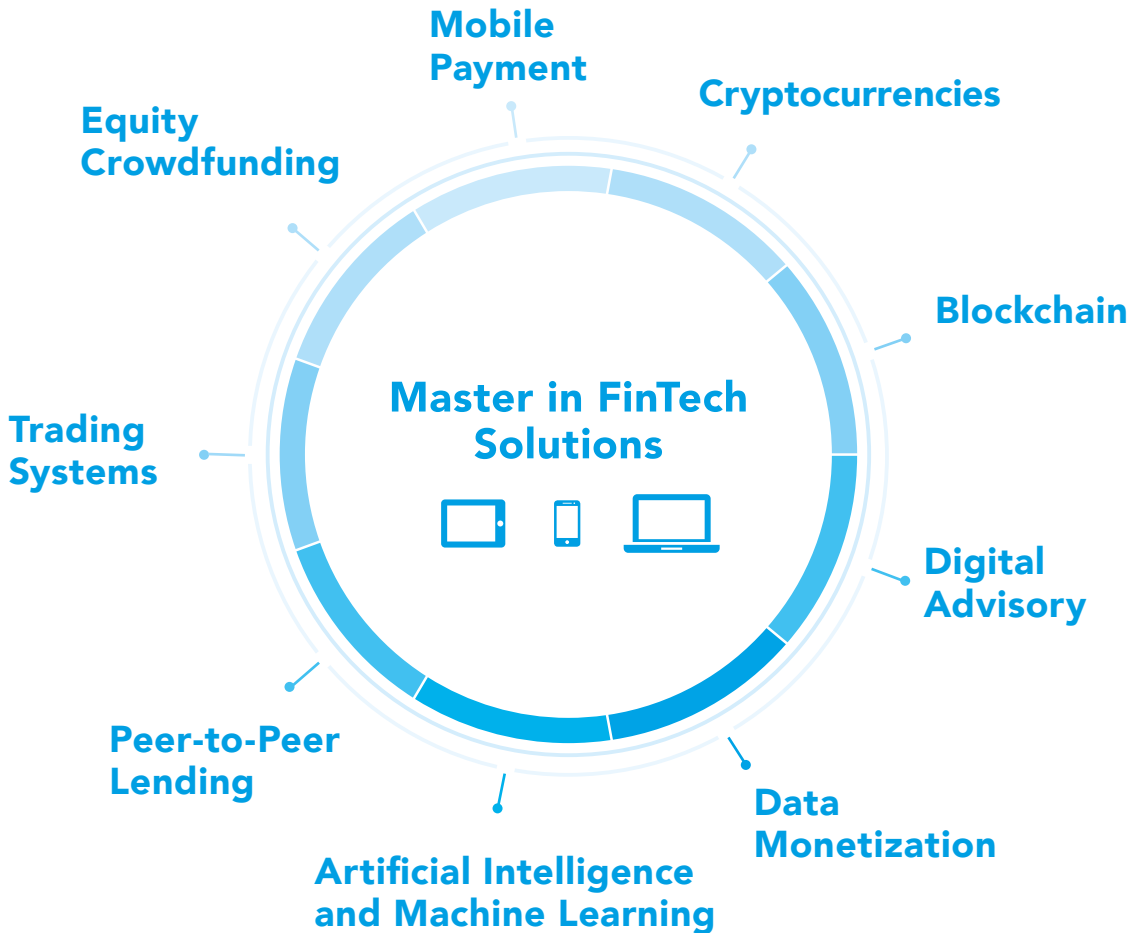 Mobile
Payment
Cryptocurrencies
Equity
Crowdfunding
Blockchain
Master in FinTech
Solutions
Trading
Systems
Digital
Advisory
Peer-to-Peer
Lending
Data
Monetization
Artificial Intelligence
and Machine Learning